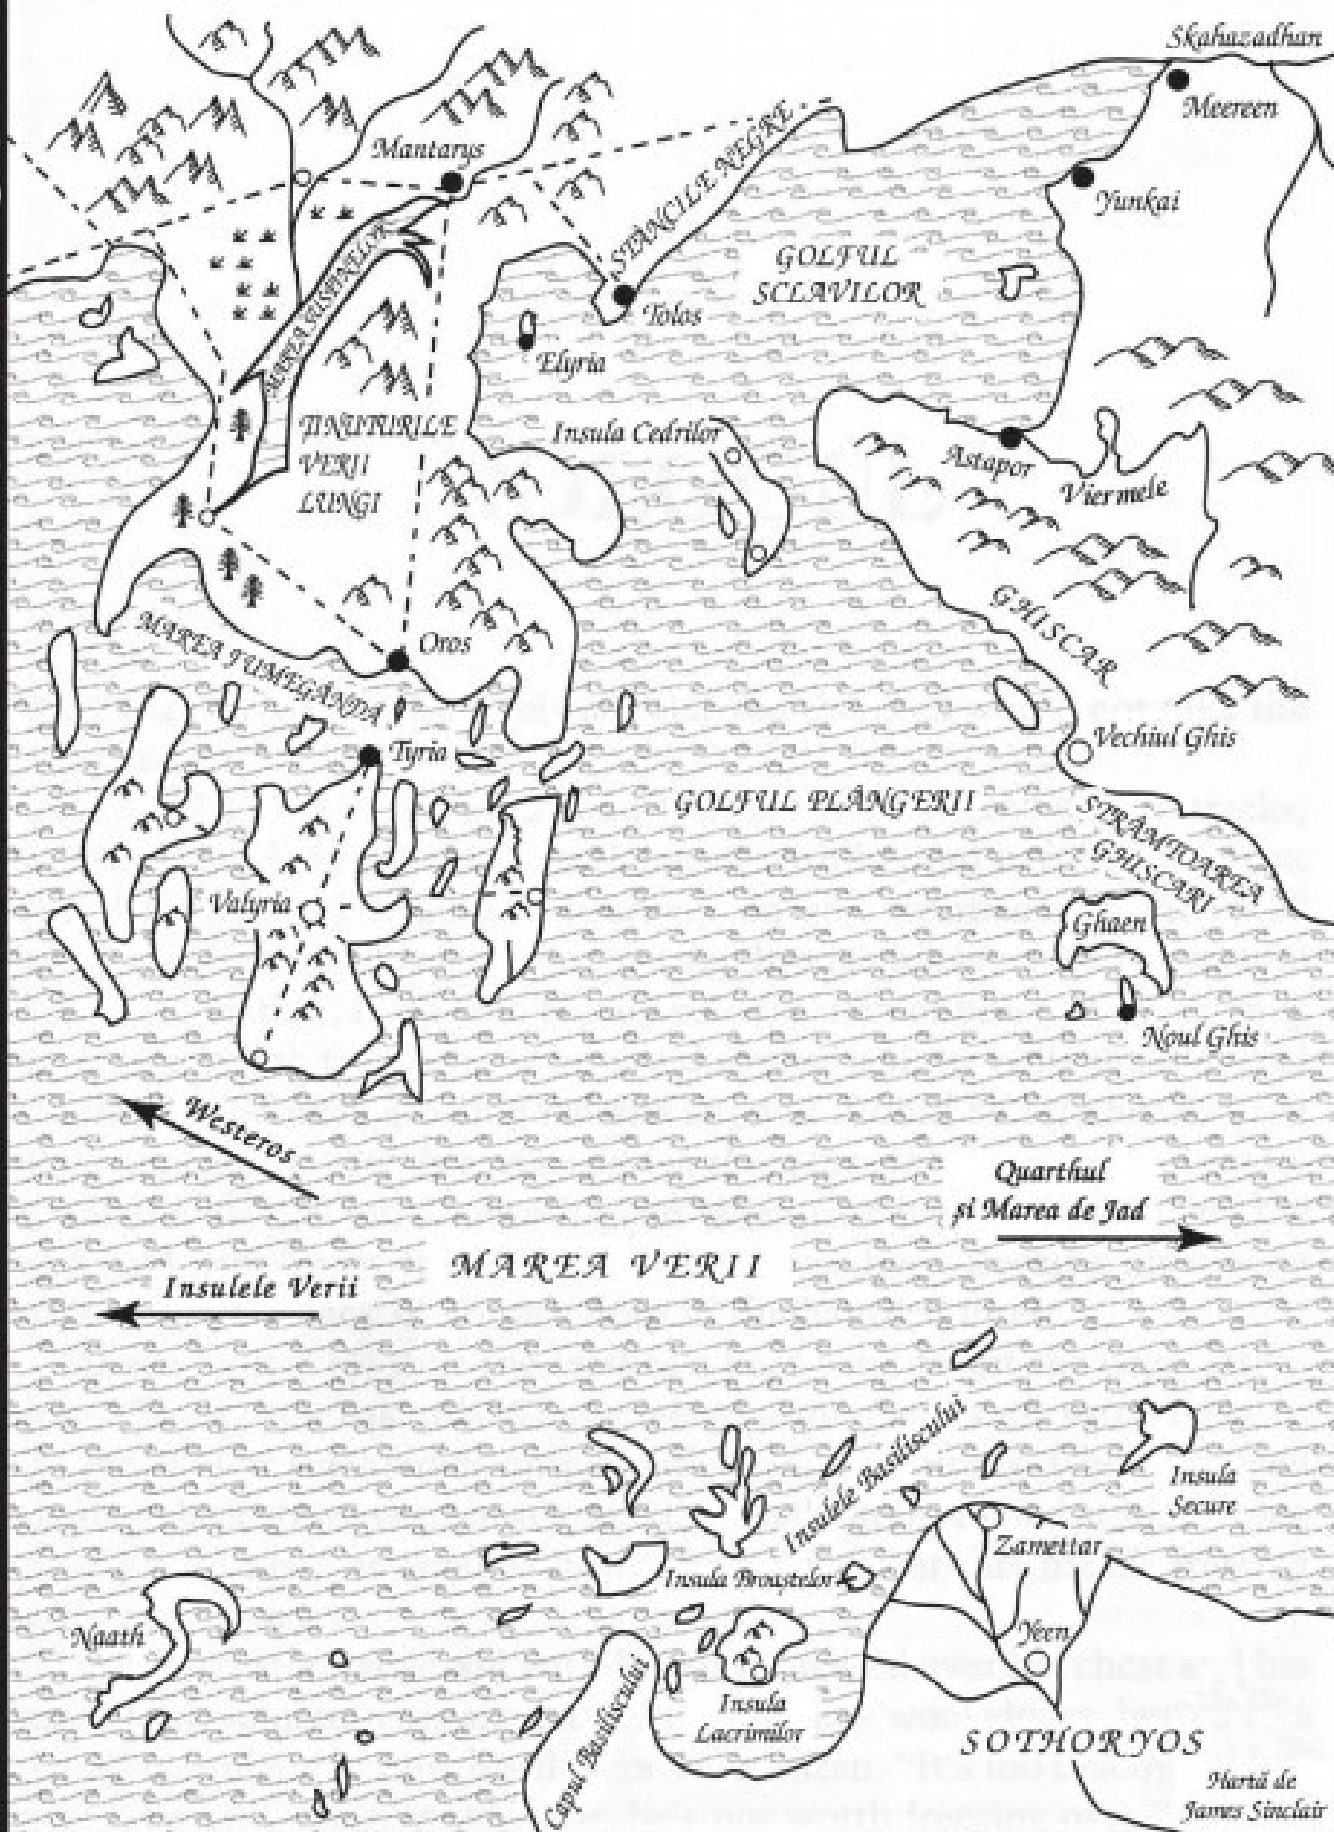 Skahazadhan
Meereen
Mantarys
STÂNCILE NEGRE
Yunkai
GOLFUL
SCLAVILOR
MAREA SUSPINELOR
Tolos
Elyria
ȚINUTURILE
VERII
LUNGI
Insula Cedrilor
Astapor
Viermele
GHISCAR
MAREA FUMEGÂNDĂ
Oros
Tyria
Vechiul Ghis
GOLFUL PLÂNGERII
STRÂMTOAREA
GHISCARI
Valyria
Ghaen
Noul Ghis
Westeros
Quarthul
și Marea de Jad
MAREA VERII
Insulele Verii
Insulele Basiliscului
Insula
Secure
Zamettar
Insula Broaștelor
Naath
Yeen
Insula
Lacrimilor
Capul Basiliscului
SOTHORYOS
Hartă de
James Sinclair